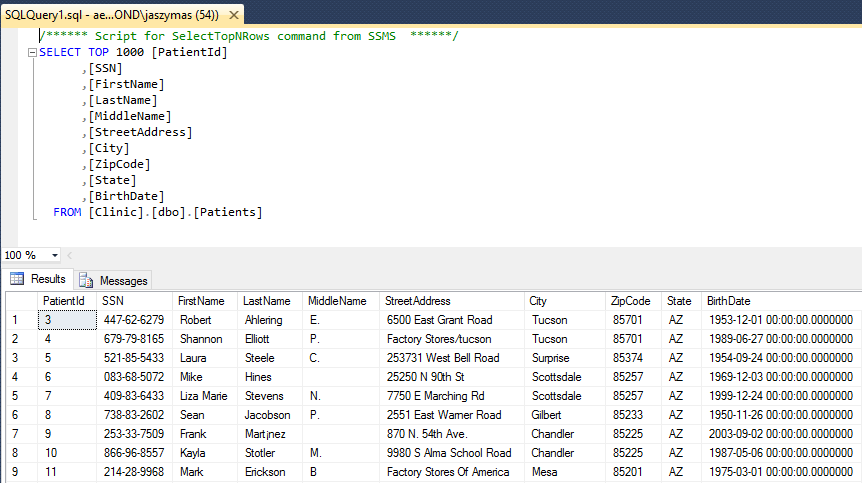 SQLQuery1.sql - ae...OND\jaszymas (54)) ✕
/****** Script for SelectTopNRows command from SSMS ******/
SELECT TOP 1000 [PatientId]
,[SSN]
,[FirstName]
,[LastName]
,[MiddleName]
,[StreetAddress]
,[City]
,[ZipCode]
,[State]
,[BirthDate]
FROM [Clinic].[dbo].[Patients]
100 %
Results Messages
PatientId SSN FirstName LastName MiddleName StreetAddress City ZipCode State BirthDate
1 3 447-62-6279 Robert Ahlering E. 6500 East Grant Road Tucson 85701 AZ 1953-12-01 00:00:00.0000000
2 4 679-79-8165 Shannon Elliott P. Factory Stores/tucson Tucson 85701 AZ 1989-06-27 00:00:00.0000000
3 5 521-85-5433 Laura Steele C. 253731 West Bell Road Surprise 85374 AZ 1954-09-24 00:00:00.0000000
4 6 083-68-5072 Mike Hines 25250 N 90th St Scottsdale 85257 AZ 1969-12-03 00:00:00.0000000
5 7 409-83-6433 Liza Marie Stevens N. 7750 E Marching Rd Scottsdale 85257 AZ 1999-12-24 00:00:00.0000000
6 8 738-83-2602 Sean Jacobson P. 2551 East Warner Road Gilbert 85233 AZ 1950-11-26 00:00:00.0000000
7 9 253-33-7509 Frank Mart¡nez 870 N. 54th Ave. Chandler 85225 AZ 2003-09-02 00:00:00.0000000
8 10 866-96-8557 Kayla Stotler M. 9980 S Alma School Road Chandler 85225 AZ 1987-05-06 00:00:00.0000000
9 11 214-28-9968 Mark Erickson B Factory Stores Of America Mesa 85201 AZ 1975-03-01 00:00:00.0000000